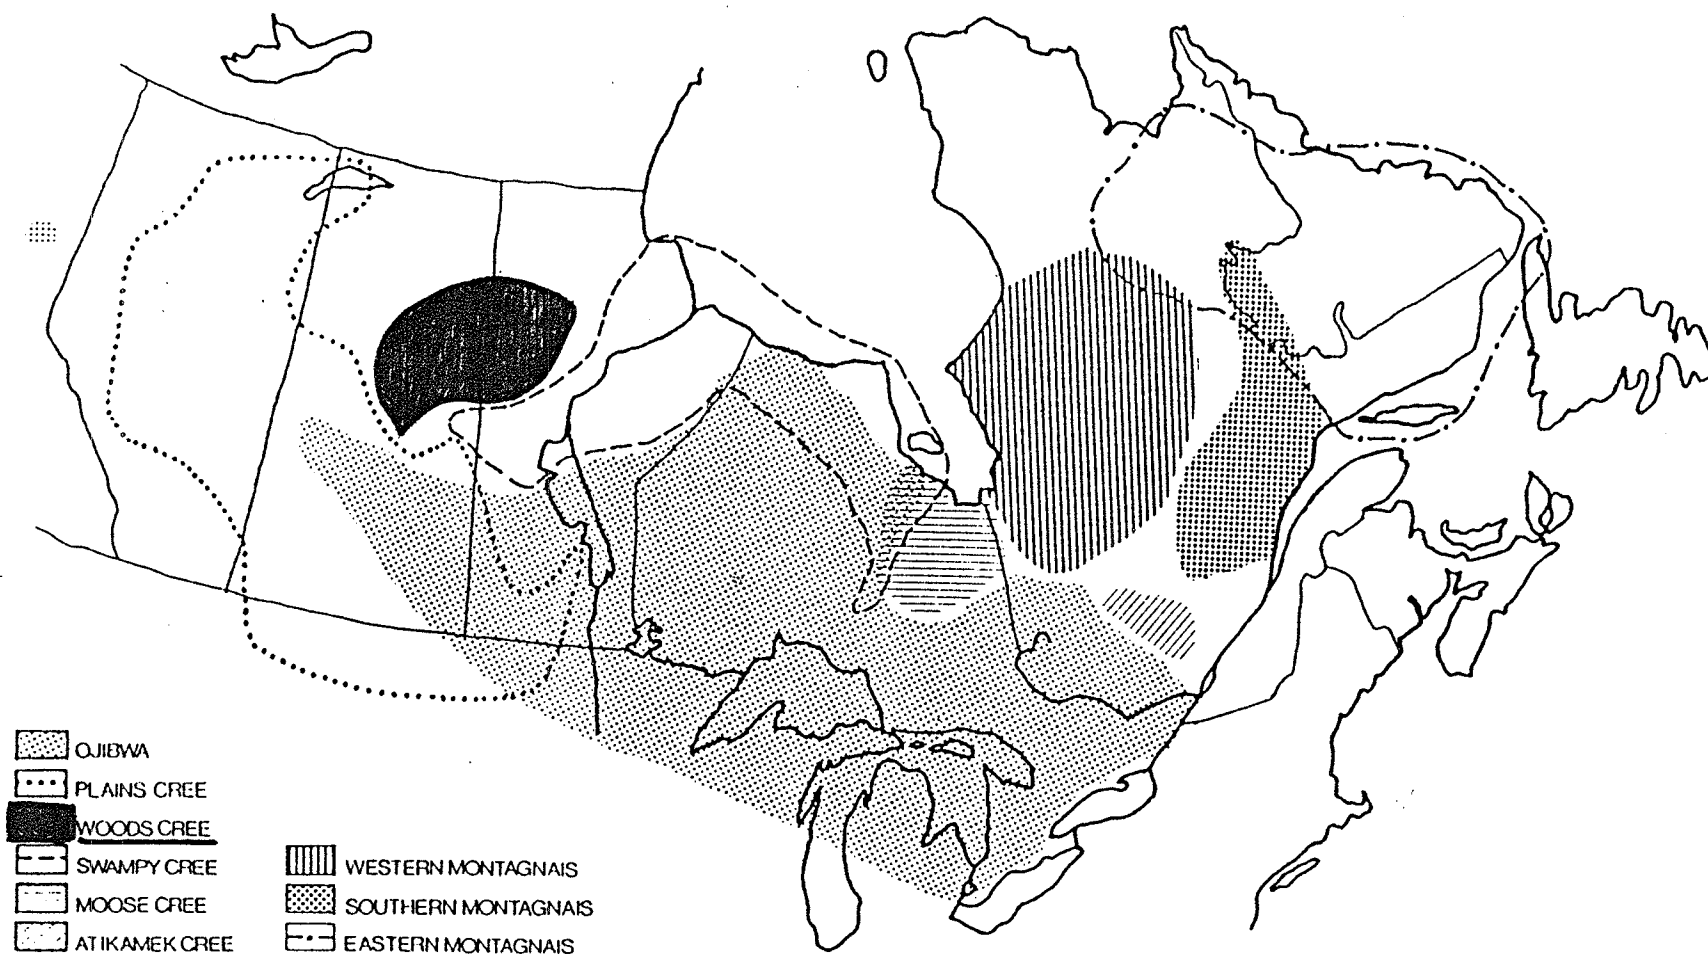 OJIBWA
PLAINS CREE
WOODS CREE
SWAMPY CREE
MOOSE CREE
ATIKAMEK CREE
WESTERN MONTAGNAIS
SOUTHERN MONTAGNAIS
EASTERN MONTAGNAIS